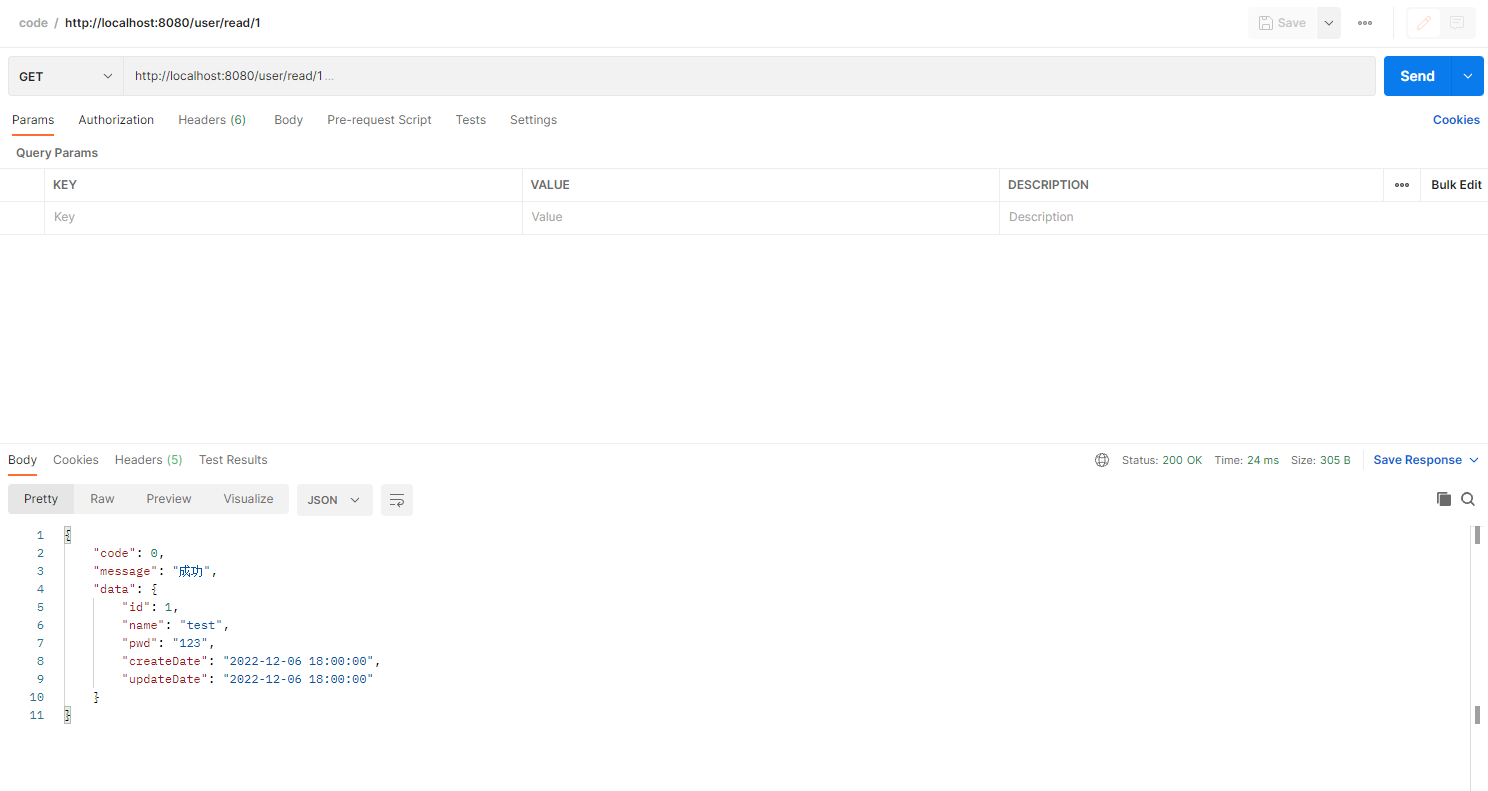 code / http://localhost:8080/user/read/1
Save
GET http://localhost:8080/user/read/1...
Send
Params Authorization Headers (6) Body Pre-request Script Tests Settings Cookies
Query Params
KEY VALUE DESCRIPTION Bulk Edit
Key Value Description
Body Cookies Headers (5) Test Results Status: 200 OK Time: 24 ms Size: 305 B Save Response
Pretty Raw Preview Visualize JSON
1 {
2 "code": 0,
3 "message": "成功",
4 "data": {
5 "id": 1,
6 "name": "test",
7 "pwd": "123",
8 "createDate": "2022-12-06 18:00:00",
9 "updateDate": "2022-12-06 18:00:00"
10 }
11 }